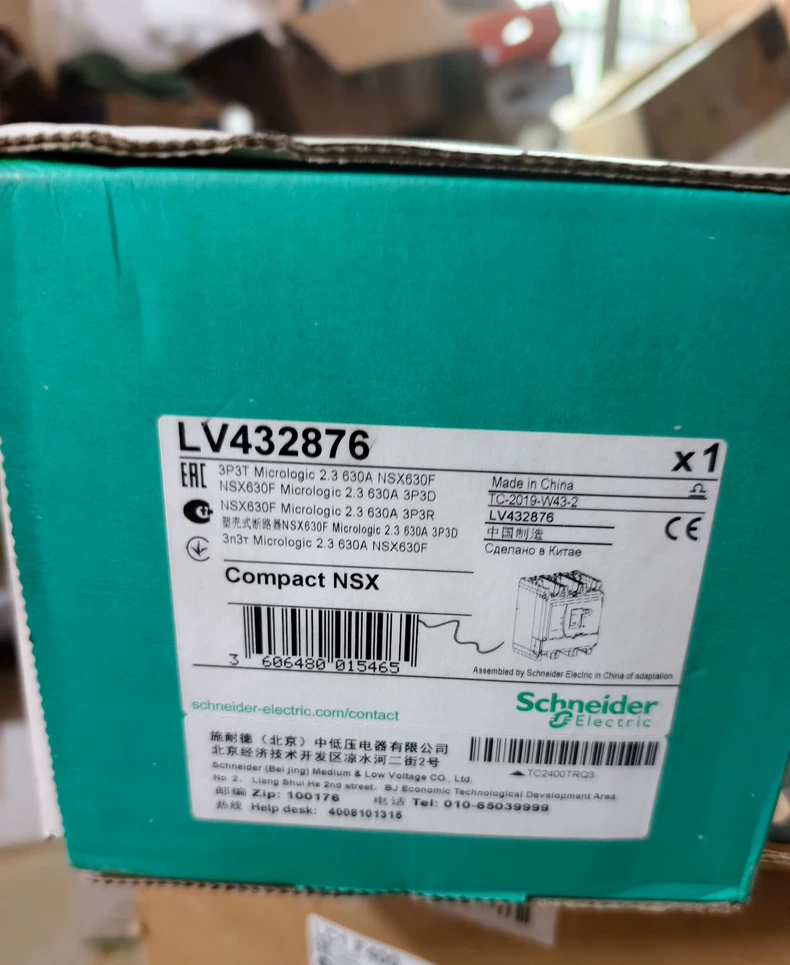 LV432876
x1
EAC
3P3T Micrologic 2.3 630A NSX630F
NSX630F Micrologic 2.3 630A 3P3D
NSX630F Micrologic 2.3 630A 3P3R
塑壳式断路器NSX630F Micrologic 2.3 630A 3P3D
3п3т Micrologic 2.3 630A NSX630F
Made in China
TC-2019-W43-2
LV432876
中国制造
Сделано в Китае
CE
Compact NSX
3 606480 015465
Assembled by Schneider Electric in China of adaptation
schneider-electric.com/contact
Schneider
Electric
施耐德（北京）中低压电器有限公司
北京经济技术开发区凉水河二街2号
Schneider (Beijing) Medium & Low Voltage CO., Ltd.
No. 2, Liang Shui He 2nd street, BJ Economic Technological Development Area
邮编 Zip: 100176 电话 Tel: 010-65039999
热线 Help desk: 4008101315
TC2400TRQ3